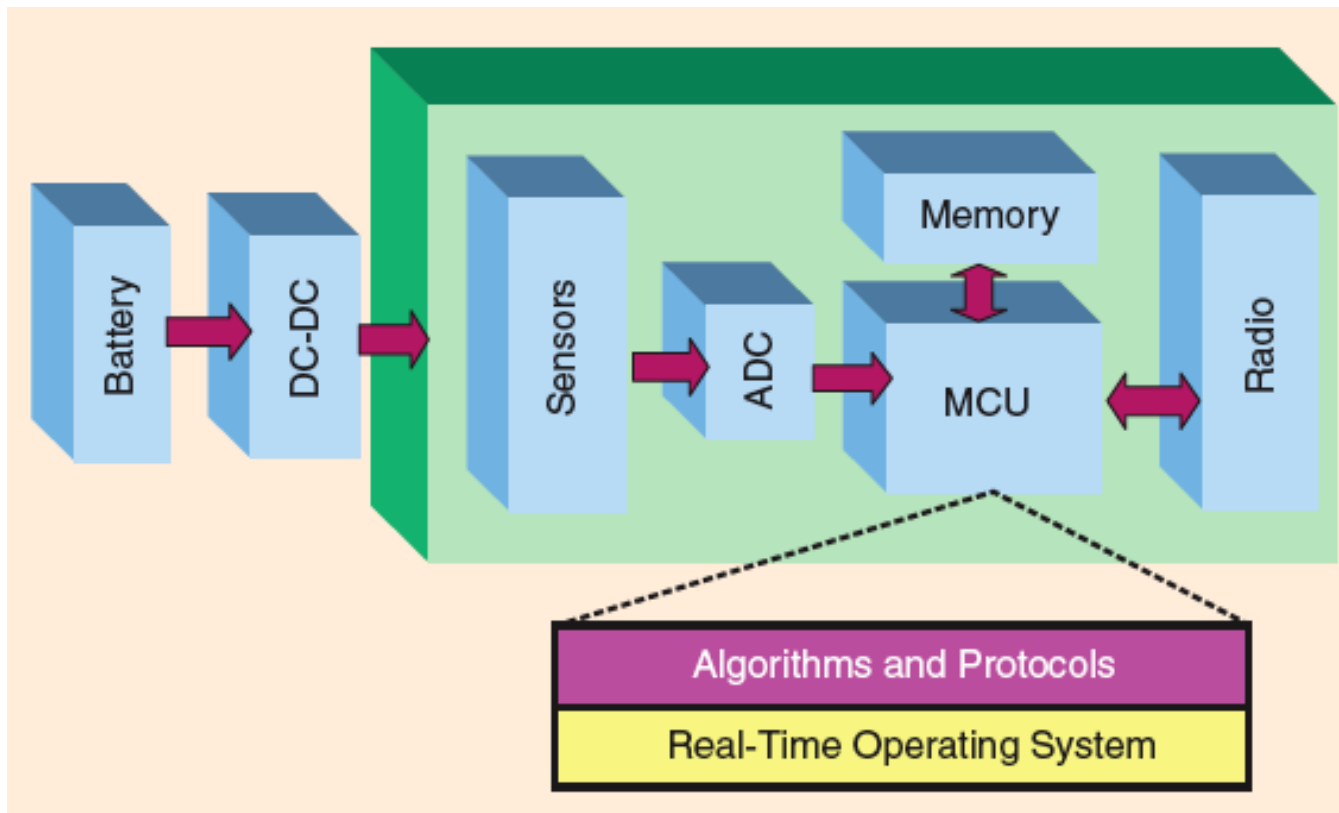 Battery
DC-DC
Sensors
ADC
Memory
MCU
Radio
Algorithms and Protocols
Real-Time Operating System